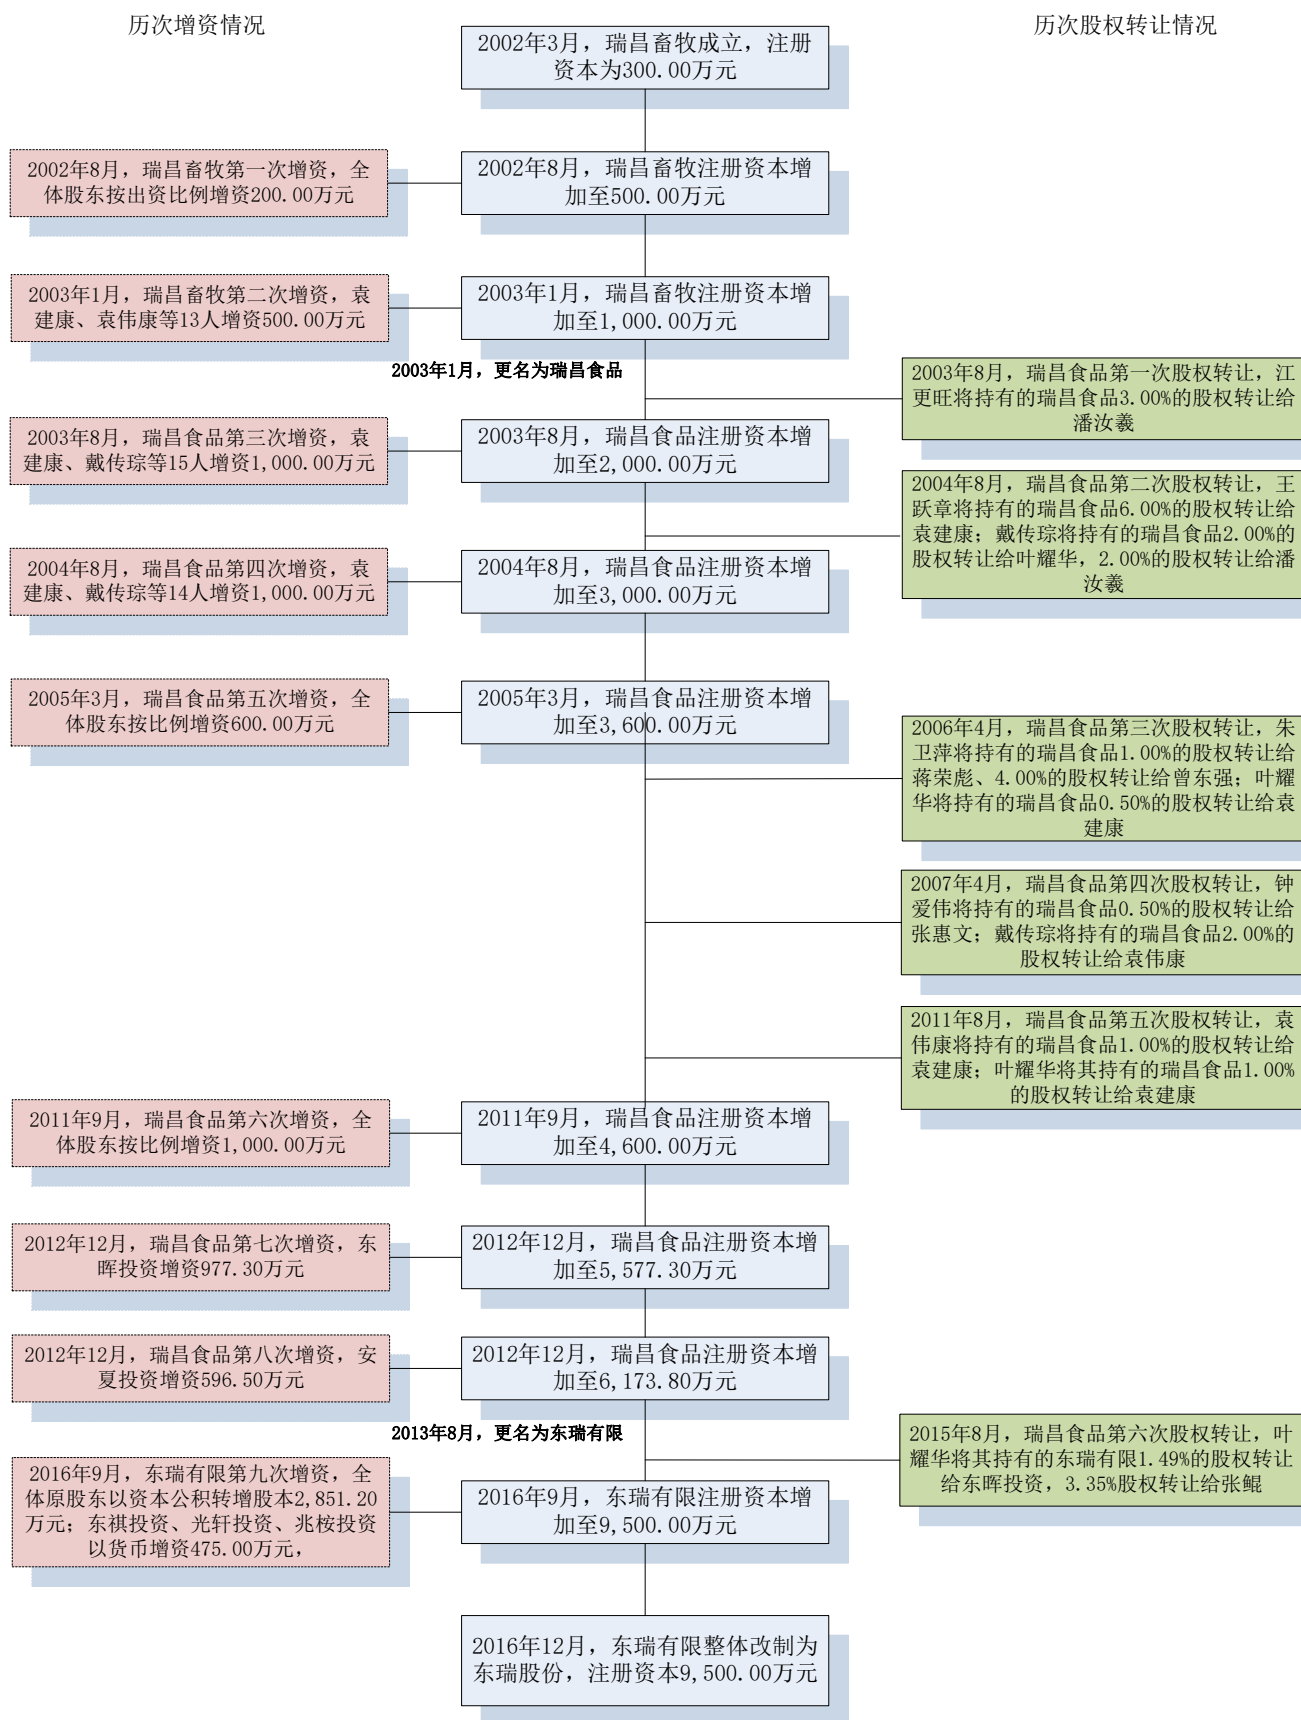 历次增资情况
历次股权转让情况
2002年3月，瑞昌畜牧成立，注册
资本为300.00万元
2002年8月，瑞昌畜牧第一次增资，全
体股东按出资比例增资200.00万元
2002年8月，瑞昌畜牧注册资本增
加至500.00万元
2003年1月，瑞昌畜牧第二次增资，袁
建康、袁伟康等13人增资500.00万元
2003年1月，瑞昌畜牧注册资本增
加至1,000.00万元
2003年1月，更名为瑞昌食品
2003年8月，瑞昌食品第一次股权转让，江
更旺将持有的瑞昌食品3.00%的股权转让给
潘汝羲
2003年8月，瑞昌食品第三次增资，袁
建康、戴传琮等15人增资1,000.00万元
2003年8月，瑞昌食品注册资本增
加至2,000.00万元
2004年8月，瑞昌食品第二次股权转让，王
跃章将持有的瑞昌食品6.00%的股权转让给
袁建康；戴传琮将持有的瑞昌食品2.00%的
股权转让给叶耀华，2.00%的股权转让给潘
汝羲
2004年8月，瑞昌食品第四次增资，袁
建康、戴传琮等14人增资1,000.00万元
2004年8月，瑞昌食品注册资本增
加至3,000.00万元
2005年3月，瑞昌食品第五次增资，全
体股东按比例增资600.00万元
2005年3月，瑞昌食品注册资本增
加至3,600.00万元
2006年4月，瑞昌食品第三次股权转让，朱
卫萍将持有的瑞昌食品1.00%的股权转让给
蒋荣彪、4.00%的股权转让给曾东强；叶耀
华将持有的瑞昌食品0.50%的股权转让给袁
建康
2007年4月，瑞昌食品第四次股权转让，钟
爱伟将持有的瑞昌食品0.50%的股权转让给
张惠文；戴传琮将持有的瑞昌食品2.00%的
股权转让给袁伟康
2011年8月，瑞昌食品第五次股权转让，袁
伟康将持有的瑞昌食品1.00%的股权转让给
袁建康；叶耀华将其持有的瑞昌食品1.00%
的股权转让给袁建康
2011年9月，瑞昌食品第六次增资，全
体股东按比例增资1,000.00万元
2011年9月，瑞昌食品注册资本增
加至4,600.00万元
2012年12月，瑞昌食品第七次增资，东
晖投资增资977.30万元
2012年12月，瑞昌食品注册资本增
加至5,577.30万元
2012年12月，瑞昌食品第八次增资，安
夏投资增资596.50万元
2012年12月，瑞昌食品注册资本增
加至6,173.80万元
2013年8月，更名为东瑞有限
2015年8月，瑞昌食品第六次股权转让，叶
耀华将其持有的东瑞有限1.49%的股权转让
给东晖投资，3.35%股权转让给张鲲
2016年9月，东瑞有限第九次增资，全
体原股东以资本公积转增股本2,851.20
万元；东祺投资、光轩投资、兆桉投资
以货币增资475.00万元，
2016年9月，东瑞有限注册资本增
加至9,500.00万元
2016年12月，东瑞有限整体改制为
东瑞股份，注册资本9,500.00万元